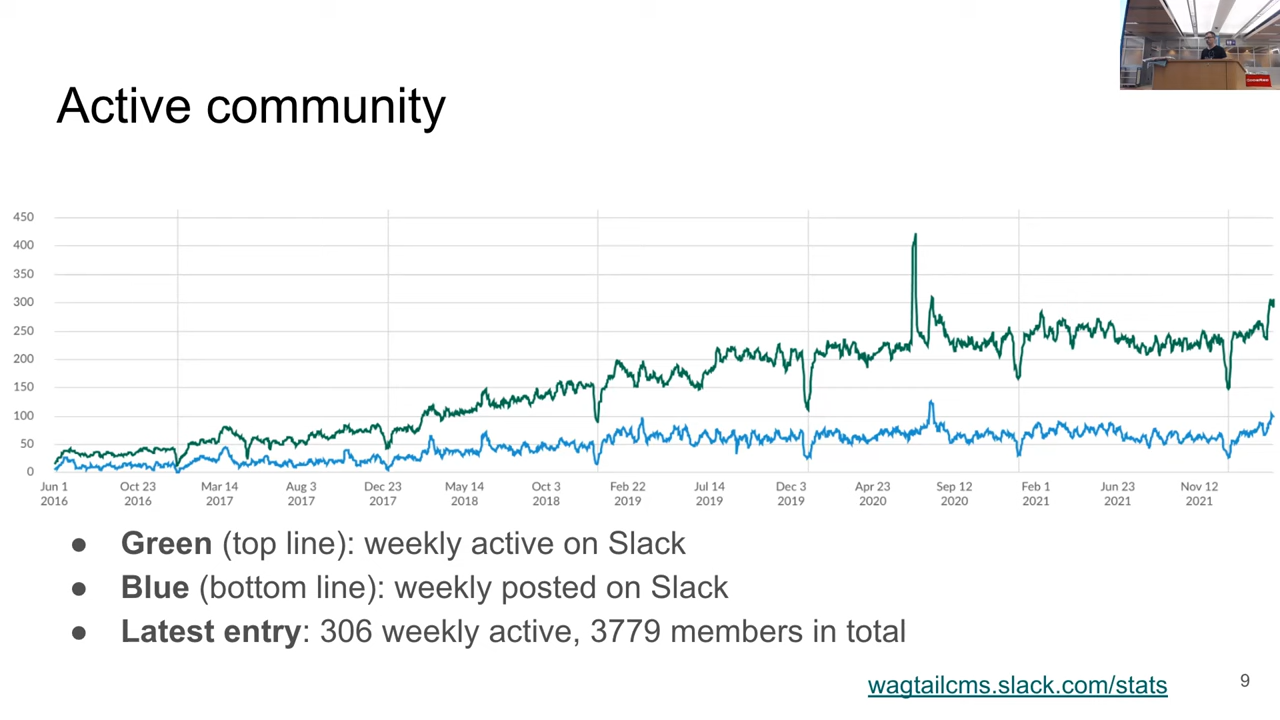 Active community
450
400
350
300
250
200
150
100
50
0
Jun 1 2016
Oct 23 2016
Mar 14 2017
Aug 3 2017
Dec 23 2017
May 14 2018
Oct 3 2018
Feb 22 2019
Jul 14 2019
Dec 3 2019
Apr 23 2020
Sep 12 2020
Feb 1 2021
Jun 23 2021
Nov 12 2021
● Green (top line): weekly active on Slack
● Blue (bottom line): weekly posted on Slack
● Latest entry: 306 weekly active, 3779 members in total
wagtailcms.slack.com/stats
9